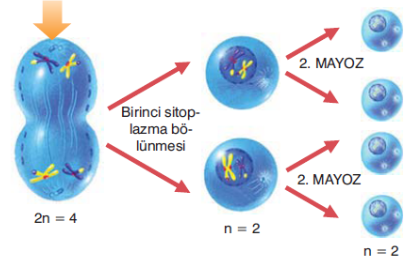 2. MAYOZ
Birinci sitop-
lazma bö-
lünmesi
2. MAYOZ
2n = 4
n = 2
n = 2